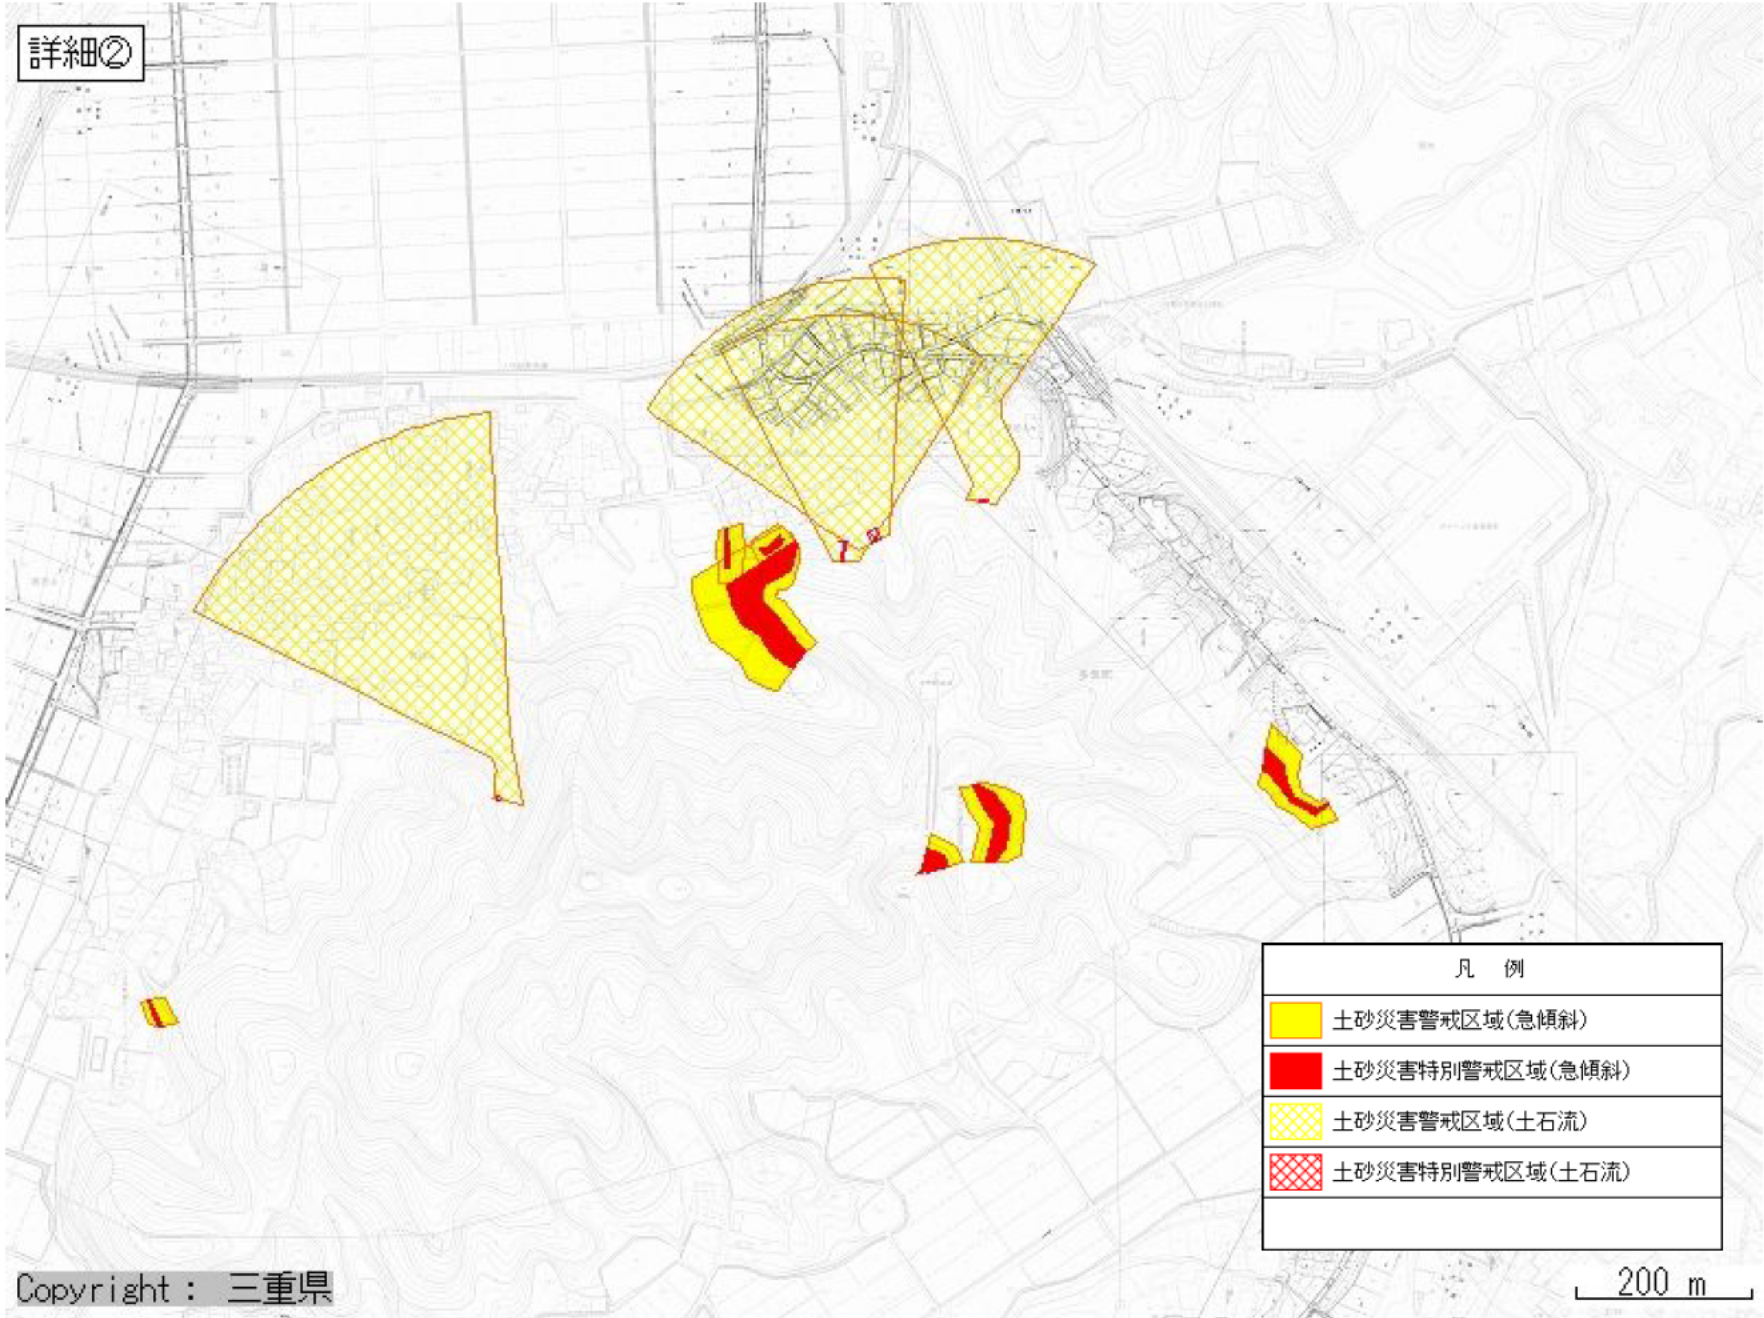 詳細②
多気町
凡 例
土砂災害警戒区域(急傾斜)
土砂災害特別警戒区域(急傾斜)
土砂災害警戒区域(土石流)
土砂災害特別警戒区域(土石流)
Copyright： 三重県
200 m